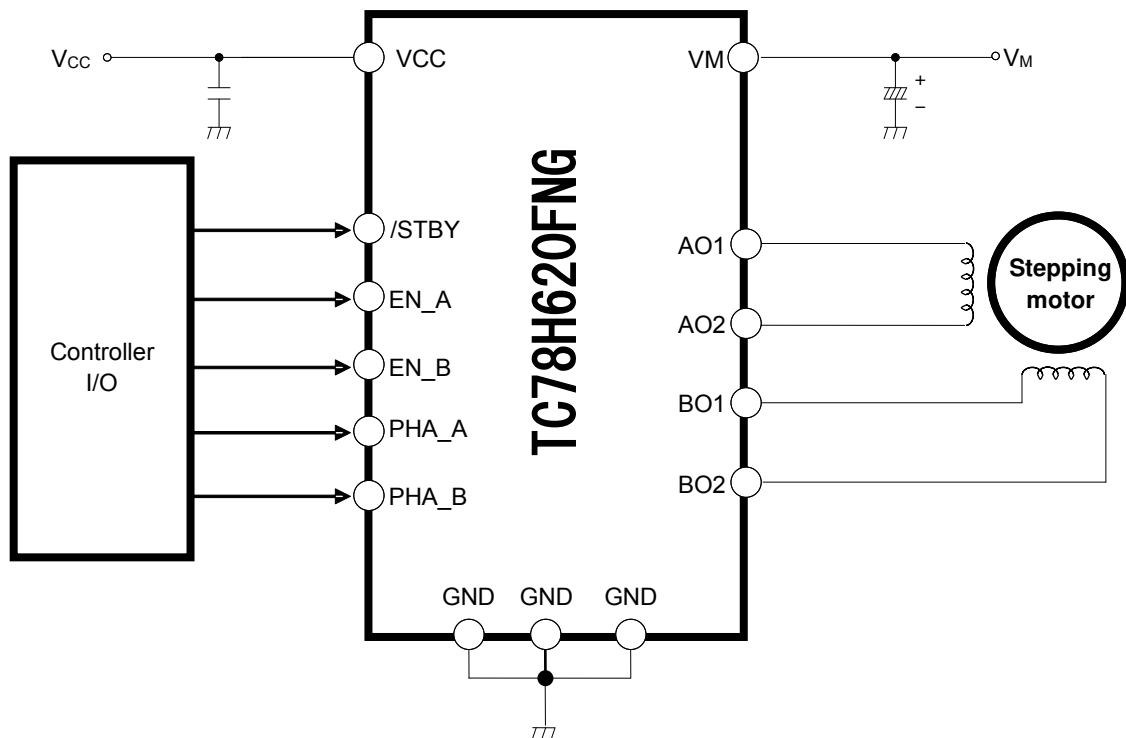 VCC VCC VM VM
+
−
TC78H620FNG
/STBY
EN_A
EN_B
PHA_A
PHA_B
Controller
I/O
AO1
AO2
BO1
BO2
Stepping
motor
GND GND GND